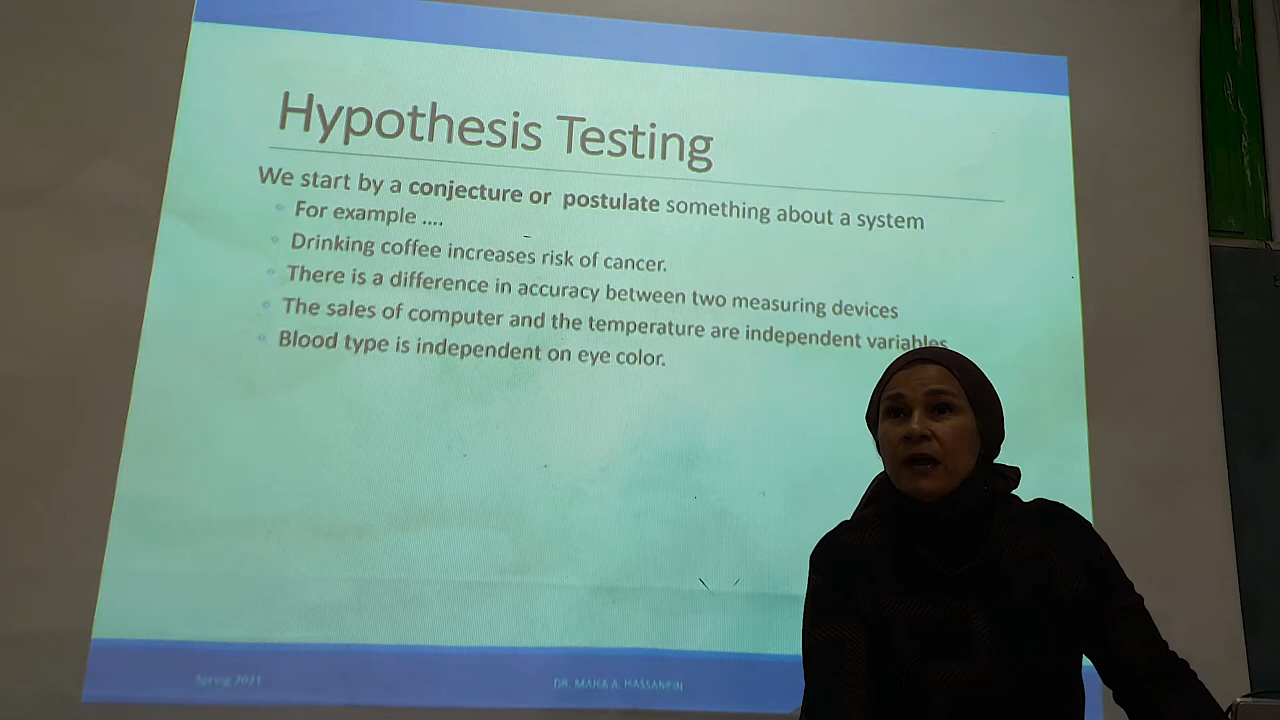 Hypothesis Testing
We start by a conjecture or postulate something about a system
For example ....
Drinking coffee increases risk of cancer.
There is a difference in accuracy between two measuring devices
The sales of computer and the temperature are independent variables
Blood type is independent on eye color.
Spring 2021
DR. MAHA A. HASSANEIN